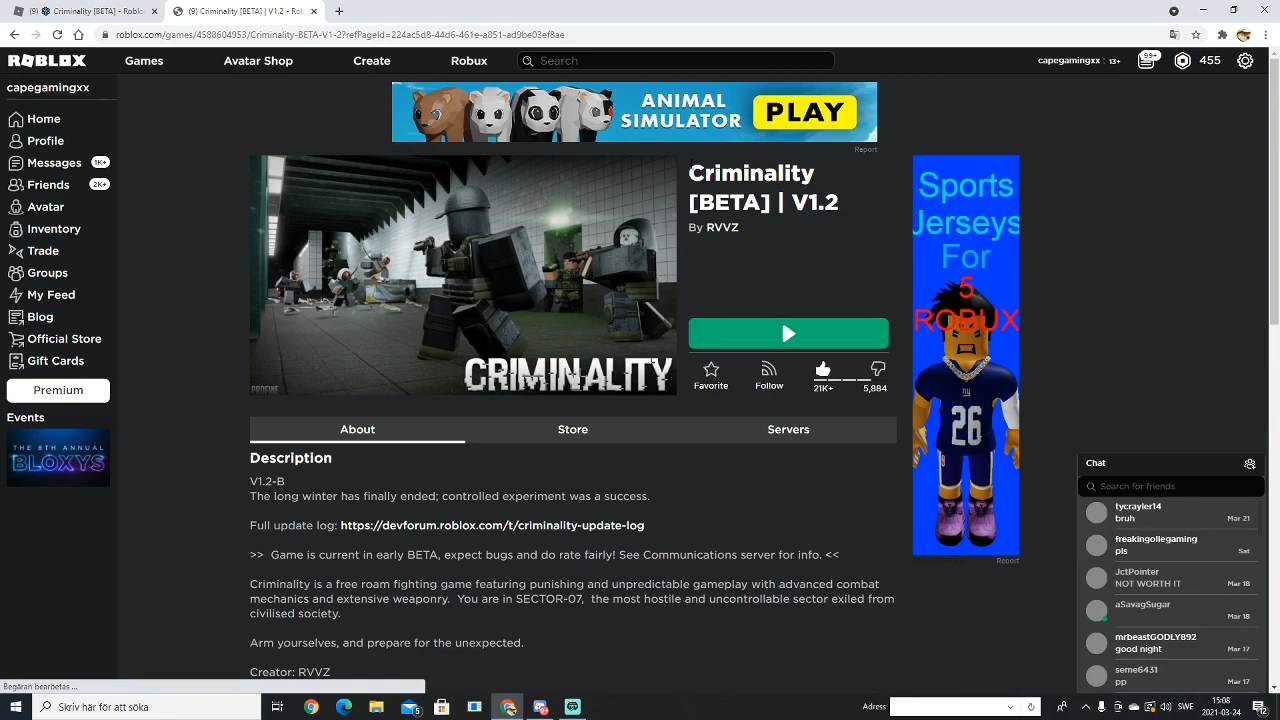 (9) Criminality [BETA] - Roblox
(9) Criminality [BETA] | V1.2 - Rob
roblox.com/games/4588604953/Criminality-BETA-V1-2?refPageId=224ac5d8-44d6-461e-a851-ad9be03ef8ae
ROBLOX
Games
Avatar Shop
Create
Robux
Search
capegamingxx : 13+
99+
455
capegamingxx
Home
Profile
Messages 1K+
Friends 2K+
Avatar
Inventory
Trade
Groups
My Feed
Blog
Official Store
Gift Cards
Premium
Events
THE 8TH ANNUAL
BLOXYS
ANIMAL
SIMULATOR
PLAY
Report
CRIMINALITY
PROFINE
Criminality
[BETA] | V1.2
By RVVZ
Favorite
Follow
21K+
5,884
Sports
Jerseys
For
5
ROBUX
NY
26
Report
About
Store
Servers
Description
V1.2-B
The long winter has finally ended; controlled experiment was a success.
Full update log: https://devforum.roblox.com/t/criminality-update-log
>> Game is current in early BETA, expect bugs and do rate fairly! See Communications server for info. <<
Criminality is a free roam fighting game featuring punishing and unpredictable gameplay with advanced combat
mechanics and extensive weaponry. You are in SECTOR-07, the most hostile and uncontrollable sector exiled from
civilised society.
Arm yourselves, and prepare for the unexpected.
Creator: RVVZ
Chat
Search for friends
tycrayler14
bruh
Mar 21
freakingollegaming
pls
Sat
JctPointer
NOT WORTH IT
Mar 18
aSavagSugar
Mar 18
mrbeastGODLY892
good night
Mar 17
seme6431
pp
Mar 17
Begäran bearbetas ...
Skriv här för att söka
5
Adress
SWE
15:08
2021-03-24
12